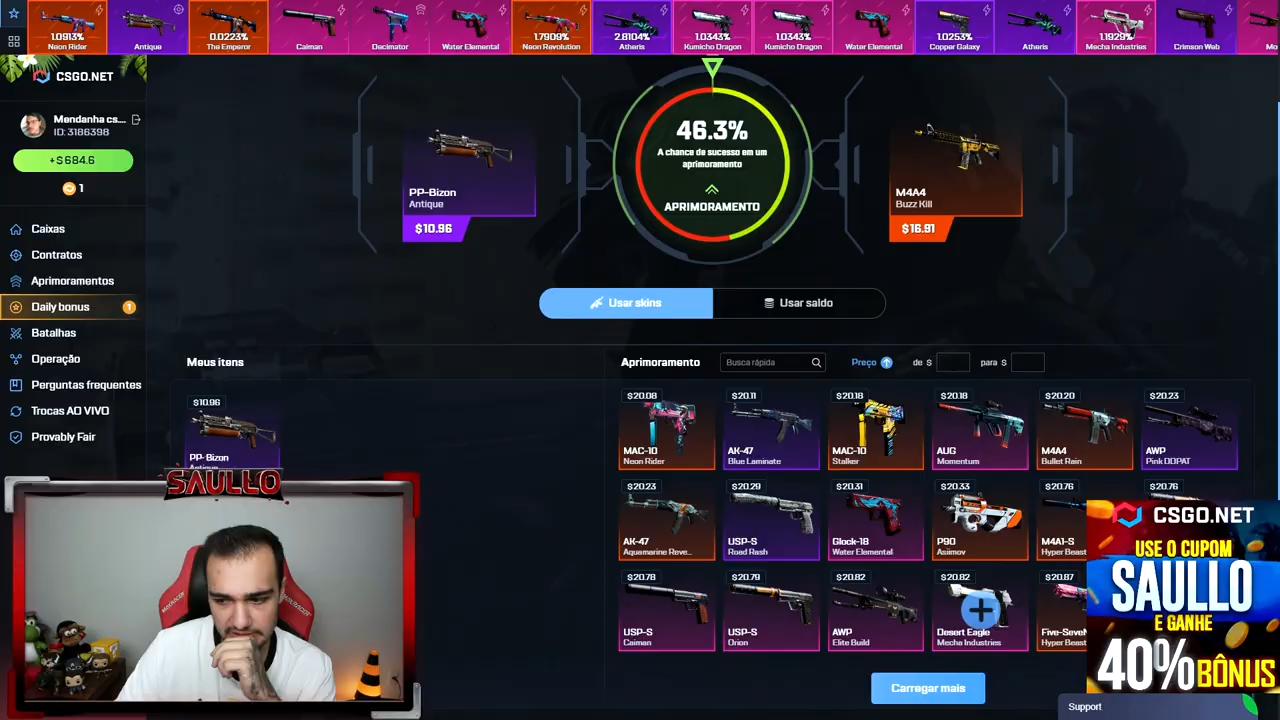 1.0913%
Neon Rider
Antique
0.0223%
The Emperor
Caiman
Decimator
Water Elemental
1.7909%
Neon Revolution
2.8104%
Atheris
1.0343%
Kumicho Dragon
1.0343%
Kumicho Dragon
Water Elemental
1.0253%
Copper Galaxy
Atheris
1.1929%
Mecha Industries
Crimson Web
Mo
CSGO.NET
Mendanha cs...
ID: 3186398
+$684.6
1
Caixas
Contratos
Aprimoramentos
Daily bonus
1
Batalhas
Operação
Perguntas frequentes
Trocas AO VIVO
Provably Fair
PP-Bizon
Antique
$10.96
46.3%
A chance de sucesso em um
aprimoramento
APRIMORAMENTO
M4A4
Buzz Kill
$16.91
Usar skins
Usar saldo
Meus itens
$10.96
PP-Bizon
Antique
Aprimoramento
Busca rápida
Preço
de $
para $
$20.08
MAC-10
Neon Rider
$20.11
AK-47
Blue Laminate
$20.18
MAC-10
Stalker
$20.18
AUG
Momentum
$20.20
M4A4
Bullet Rain
$20.23
AWP
Pink DDPAT
$20.23
AK-47
Aquamarine Reve...
$20.29
USP-S
Road Rash
$20.31
Glock-18
Water Elemental
$20.33
P90
Asiimov
$20.76
M4A1-S
Hyper Beast
$20.76
$20.78
USP-S
Caiman
$20.79
USP-S
Orion
$20.82
AWP
Elite Build
$20.82
Desert Eagle
Mecha Industries
$20.87
Five-SeveN
Hyper Beast
Carregar mais
SAULLO
MAXRACER
MAXRACER
CSGO.NET
USE O CUPOM
SAULLO
E GANHE
40% BÔNUS
Support